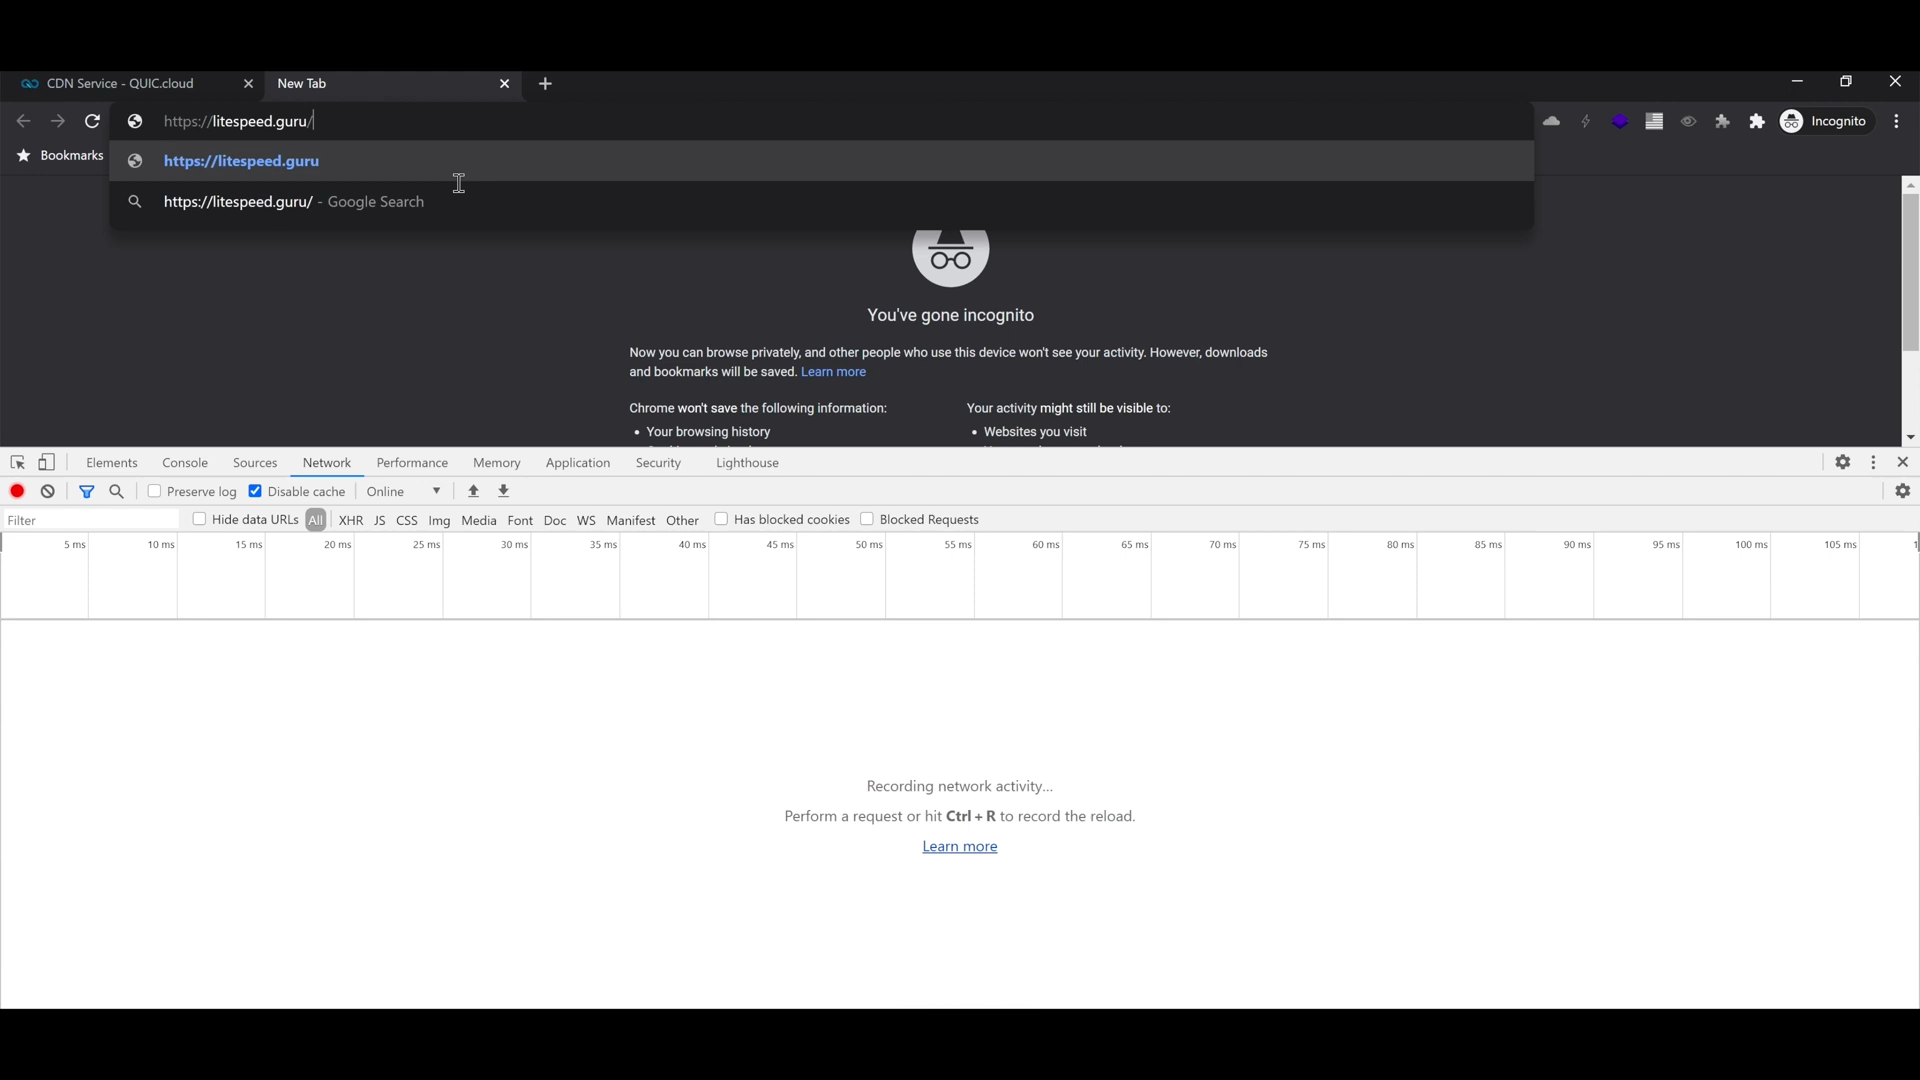 CDN Service - QUIC.cloud
New Tab
https://litespeed.guru/
Incognito
Bookmarks
https://litespeed.guru
https://litespeed.guru/ - Google Search
You've gone incognito
Now you can browse privately, and other people who use this device won't see your activity. However, downloads
and bookmarks will be saved. Learn more
Chrome won't save the following information:
Your activity might still be visible to:
• Your browsing history
• Websites you visit
Elements Console Sources Network Performance Memory Application Security Lighthouse
Preserve log Disable cache Online
Filter Hide data URLs All XHR JS CSS Img Media Font Doc WS Manifest Other Has blocked cookies Blocked Requests
5 ms 10 ms 15 ms 20 ms 25 ms 30 ms 35 ms 40 ms 45 ms 50 ms 55 ms 60 ms 65 ms 70 ms 75 ms 80 ms 85 ms 90 ms 95 ms 100 ms 105 ms
Recording network activity...
Perform a request or hit Ctrl + R to record the reload.
Learn more